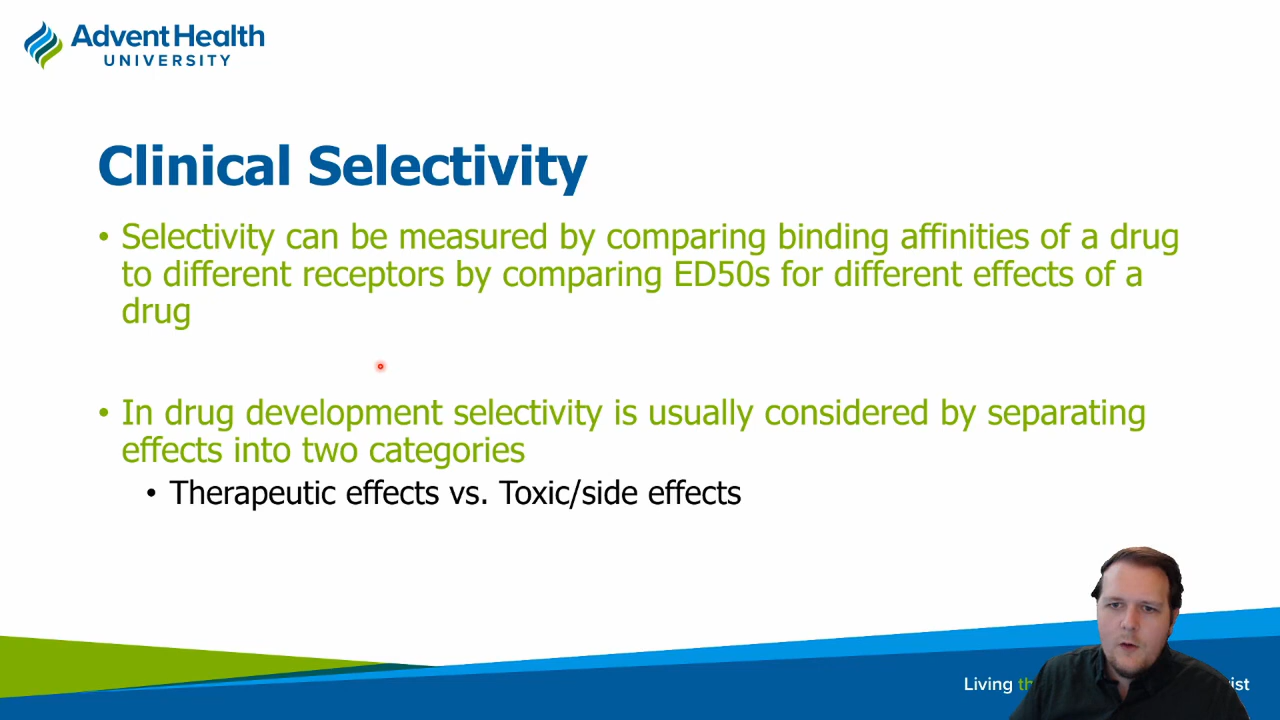 AdventHealth
UNIVERSITY
Clinical Selectivity
• Selectivity can be measured by comparing binding affinities of a drug
to different receptors by comparing ED50s for different effects of a
drug
• In drug development selectivity is usually considered by separating
effects into two categories
• Therapeutic effects vs. Toxic/side effects
Living